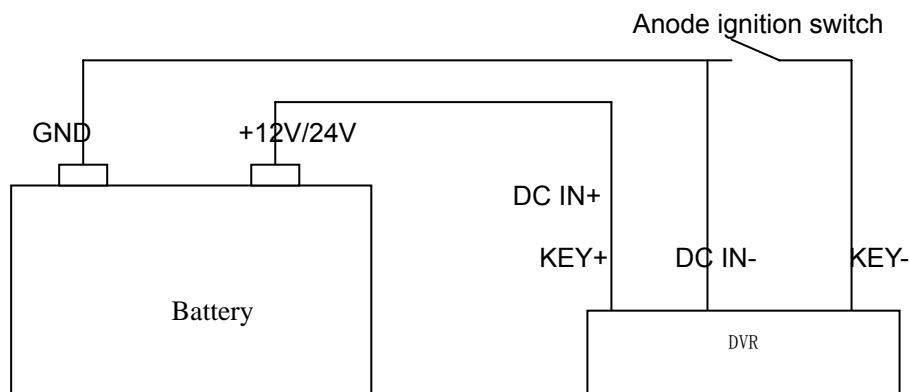 Anode ignition switch
GND
+12V/24V
DC IN+
KEY+
DC IN-
KEY-
Battery
DVR